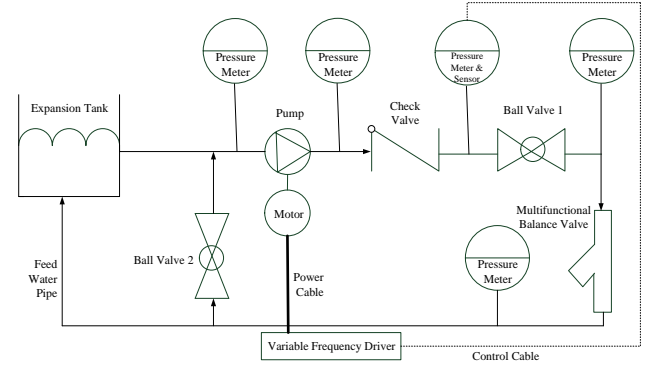 Pressure
Meter
Pressure
Meter
Pressure
Meter &
Sensor
Pressure
Meter
Expansion Tank
Pump
Check
Valve
Ball Valve 1
Motor
Multifunctional
Balance Valve
Ball Valve 2
Feed
Water
Pipe
Power
Cable
Pressure
Meter
Variable Frequency Driver
Control Cable